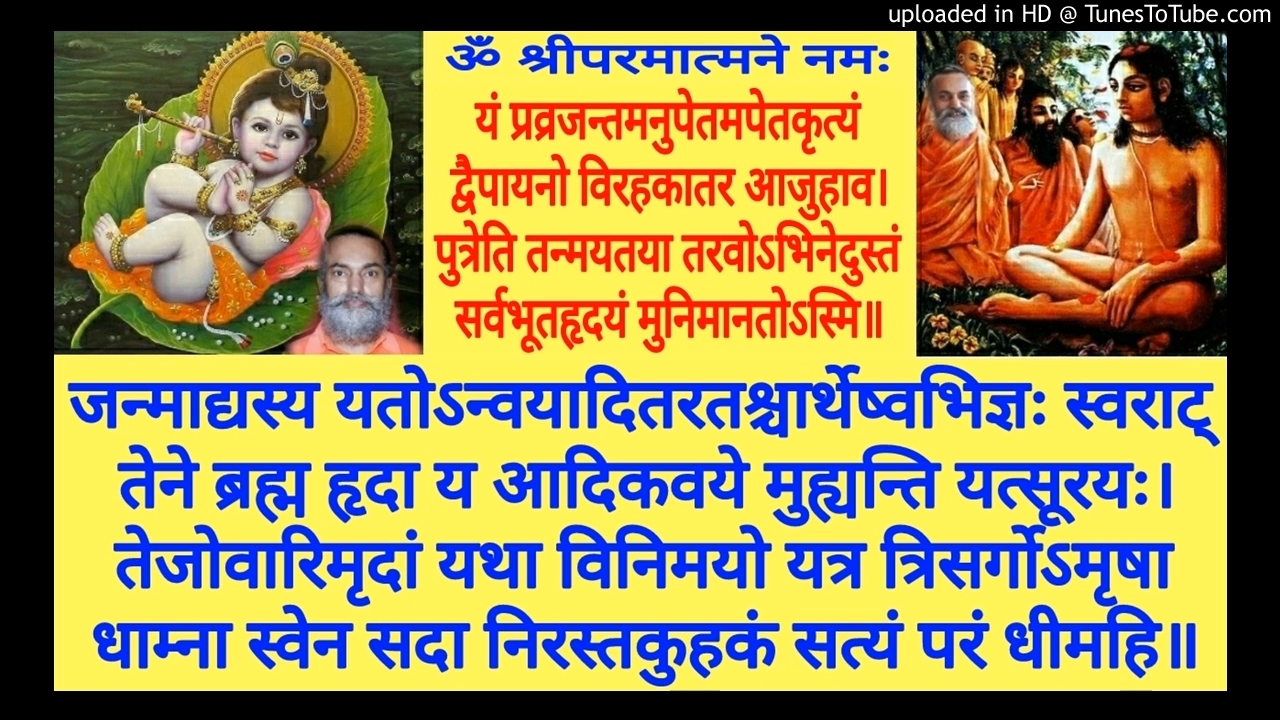 uploaded in HD @ TunesToTube.com
ॐ श्रीपरमात्मने नमः
यं प्रव्रजन्तमनुपेतमपेतकृत्यं
द्वैपायनो विरहकातर आजुहाव।
पुत्रेति तन्मयतया तरवोऽभिनेदुस्तं
सर्वभूतहृदयं मुनिमानतोऽस्मि॥
जन्माद्यस्य यतोऽन्वयादितरतश्चार्थेष्वभिज्ञः स्वराट्
तेने ब्रह्म हृदा य आदिकवये मुह्यन्ति यत्सूरयः।
तेजोवारिमृदां यथा विनिमयो यत्र त्रिसर्गोऽमृषा
धाम्ना स्वेन सदा निरस्तकुहकं सत्यं परं धीमहि॥